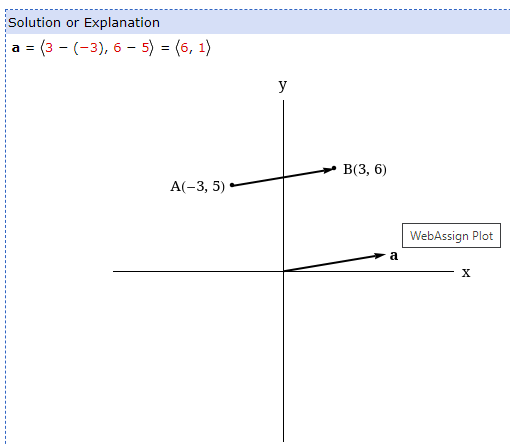 Solution or Explanation
a = ⟨3 − (−3), 6 − 5⟩ = ⟨6, 1⟩
y
B(3, 6)
A(−3, 5)
WebAssign Plot
a
x